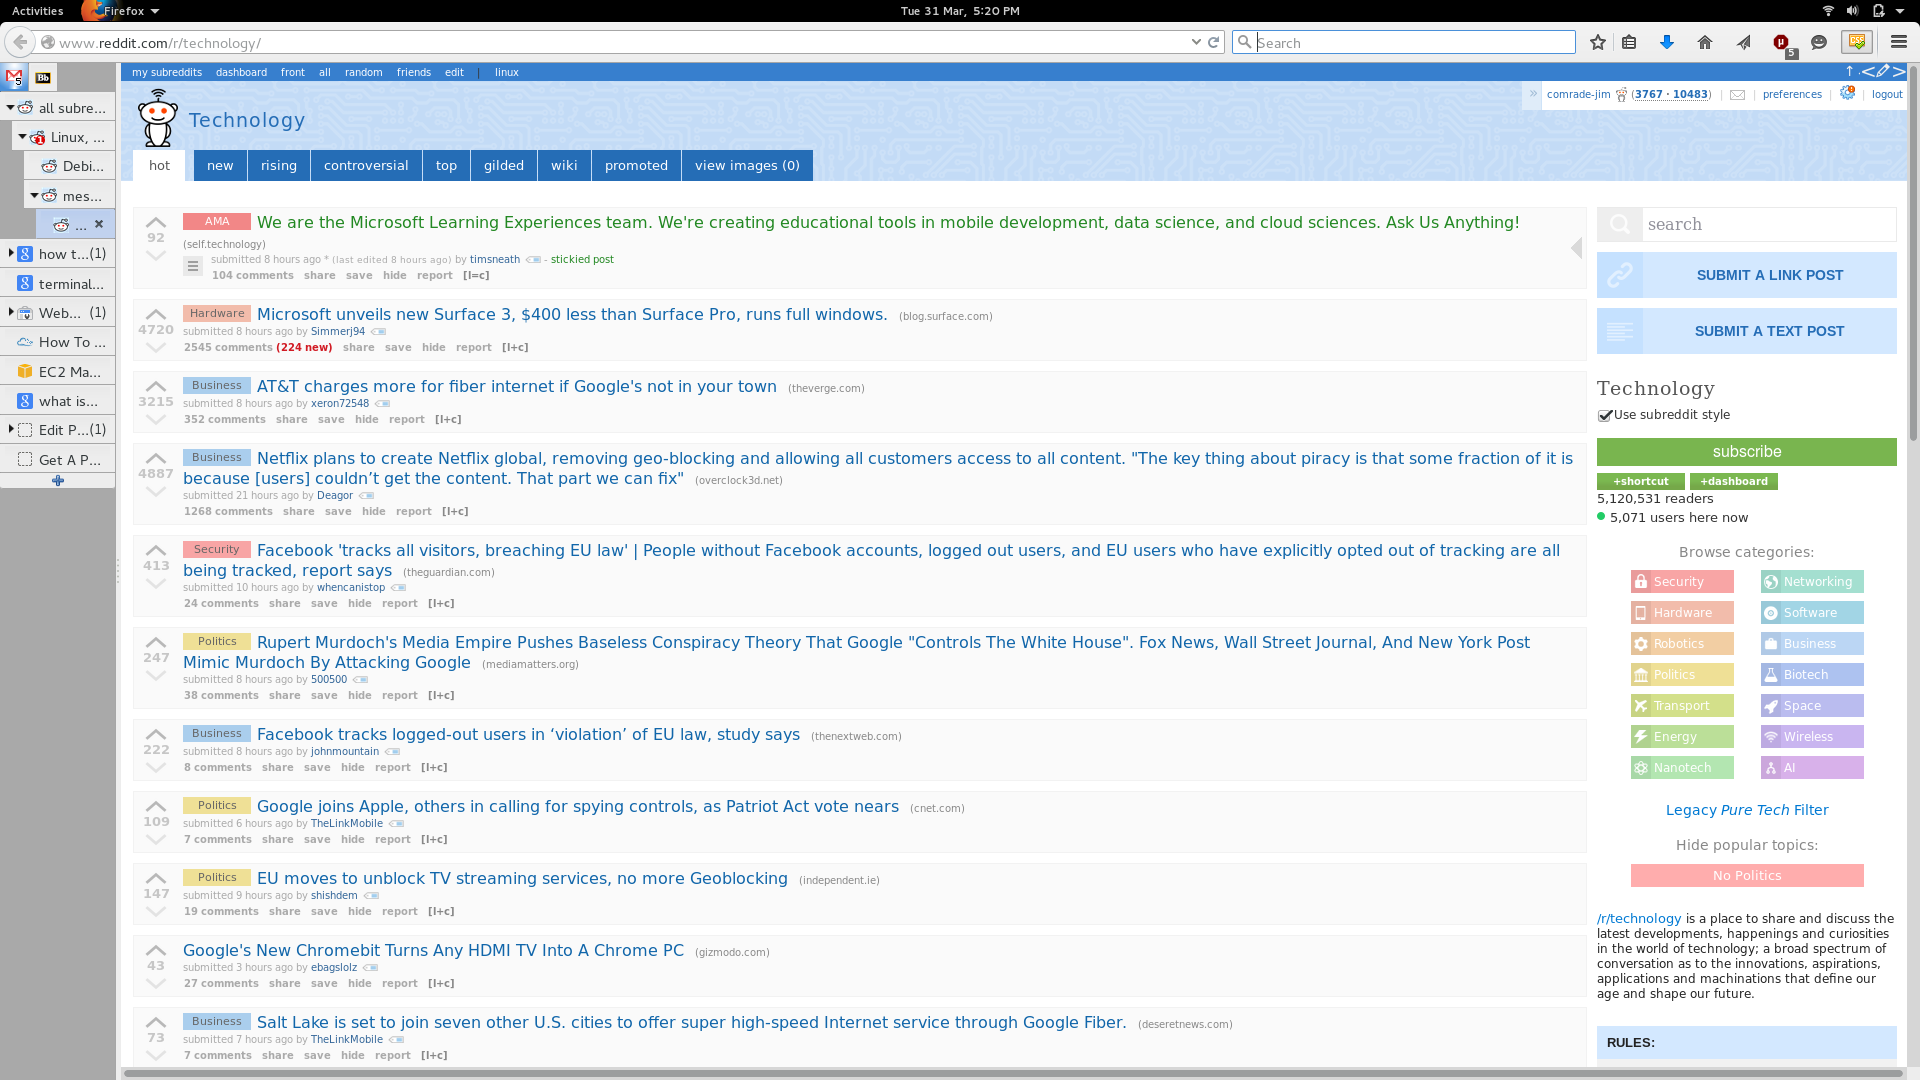 Activities Firefox Tue 31 Mar, 5:20 PM
www.reddit.com/r/technology/ Search 5
5 Bb
my subreddits dashboard front all random friends edit | linux
comrade-jim (3767 · 10483) | | preferences | | logout
Technology
hot new rising controversial top gilded wiki promoted view images (0)
all subre...
Linux, ...
Debi...
mes...
...
how t...(1)
terminal...
Web... (1)
How To ...
EC2 Ma...
what is...
Edit P...(1)
Get A P...
92
AMA We are the Microsoft Learning Experiences team. We're creating educational tools in mobile development, data science, and cloud sciences. Ask Us Anything!
(self.technology)
submitted 8 hours ago * (last edited 8 hours ago) by timsneath - stickied post
104 comments share save hide report [l=c]
4720
Hardware Microsoft unveils new Surface 3, $400 less than Surface Pro, runs full windows. (blog.surface.com)
submitted 8 hours ago by Simmerj94
2545 comments (224 new) share save hide report [l+c]
3215
Business AT&T charges more for fiber internet if Google's not in your town (theverge.com)
submitted 8 hours ago by xeron72548
352 comments share save hide report [l+c]
4887
Business Netflix plans to create Netflix global, removing geo-blocking and allowing all customers access to all content. "The key thing about piracy is that some fraction of it is
because [users] couldn’t get the content. That part we can fix" (overclock3d.net)
submitted 21 hours ago by Deagor
1268 comments share save hide report [l+c]
413
Security Facebook 'tracks all visitors, breaching EU law' | People without Facebook accounts, logged out users, and EU users who have explicitly opted out of tracking are all
being tracked, report says (theguardian.com)
submitted 10 hours ago by whencanistop
24 comments share save hide report [l+c]
247
Politics Rupert Murdoch's Media Empire Pushes Baseless Conspiracy Theory That Google "Controls The White House". Fox News, Wall Street Journal, And New York Post
Mimic Murdoch By Attacking Google (mediamatters.org)
submitted 8 hours ago by 500500
38 comments share save hide report [l+c]
222
Business Facebook tracks logged-out users in ‘violation’ of EU law, study says (thenextweb.com)
submitted 8 hours ago by johnmountain
8 comments share save hide report [l+c]
109
Politics Google joins Apple, others in calling for spying controls, as Patriot Act vote nears (cnet.com)
submitted 6 hours ago by TheLinkMobile
7 comments share save hide report [l+c]
147
Politics EU moves to unblock TV streaming services, no more Geoblocking (independent.ie)
submitted 9 hours ago by shishdem
19 comments share save hide report [l+c]
43
Google's New Chromebit Turns Any HDMI TV Into A Chrome PC (gizmodo.com)
submitted 3 hours ago by ebagslolz
27 comments share save hide report [l+c]
73
Business Salt Lake is set to join seven other U.S. cities to offer super high-speed Internet service through Google Fiber. (deseretnews.com)
submitted 7 hours ago by TheLinkMobile
7 comments share save hide report [l+c]
search
SUBMIT A LINK POST
SUBMIT A TEXT POST
Technology
Use subreddit style
subscribe
+shortcut +dashboard
5,120,531 readers
5,071 users here now
Browse categories:
Security Networking
Hardware Software
Robotics Business
Politics Biotech
Transport Space
Energy Wireless
Nanotech AI
Legacy Pure Tech Filter
Hide popular topics:
No Politics
/r/technology is a place to share and discuss the
latest developments, happenings and curiosities
in the world of technology; a broad spectrum of
conversation as to the innovations, aspirations,
applications and machinations that define our
age and shape our future.
RULES: